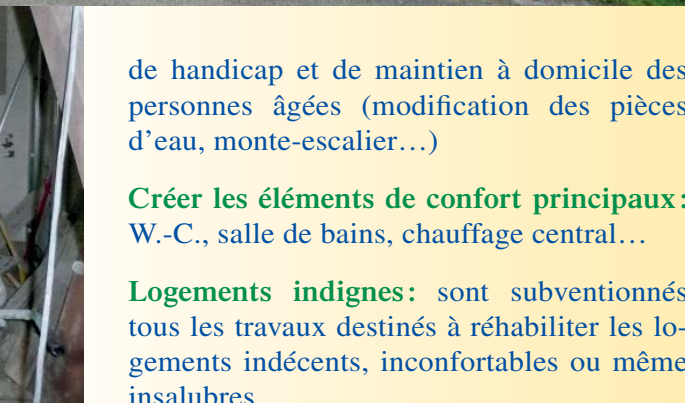 de handicap et de maintien à domicile des
personnes âgées (modification des pièces
d'eau, monte-escalier…)
Créer les éléments de confort principaux :
W.-C., salle de bains, chauffage central…
Logements indignes : sont subventionnés
tous les travaux destinés à réhabiliter les lo-
gements indécents, inconfortables ou même
insalubres